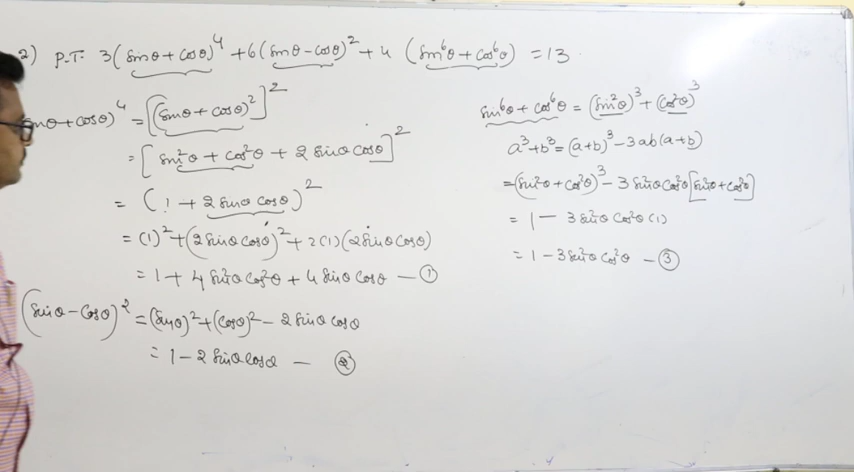 2) P.T. 3(sinθ+cosθ)⁴ +6(sinθ-cosθ)² +4 (sin⁶θ+cos⁶θ) =13
inθ+cosθ)⁴ =[(sinθ+cosθ)²]²
= [sin²θ + cos²θ + 2 sinθ cosθ]²
= (1 + 2 sinθ cosθ)²
= (1)² +(2 sinθ cosθ)² + 2(1)(2 sinθ cosθ)
= 1 + 4 sin²θ cos²θ + 4 sinθ cosθ — ①
(sinθ - cosθ)² = (sinθ)² +(cosθ)² - 2 sinθ cosθ
= 1 - 2 sinθ cosθ — ②
sin⁶θ + cos⁶θ = (sin²θ)³ + (cos²θ)³
a³+b³=(a+b)³-3ab(a+b)
=(sin²θ+cos²θ)³- 3 sin²θ cos²θ[sin²θ+cos²θ]
= 1 - 3 sin²θ cos²θ (1)
= 1 - 3 sin²θ cos²θ — ③